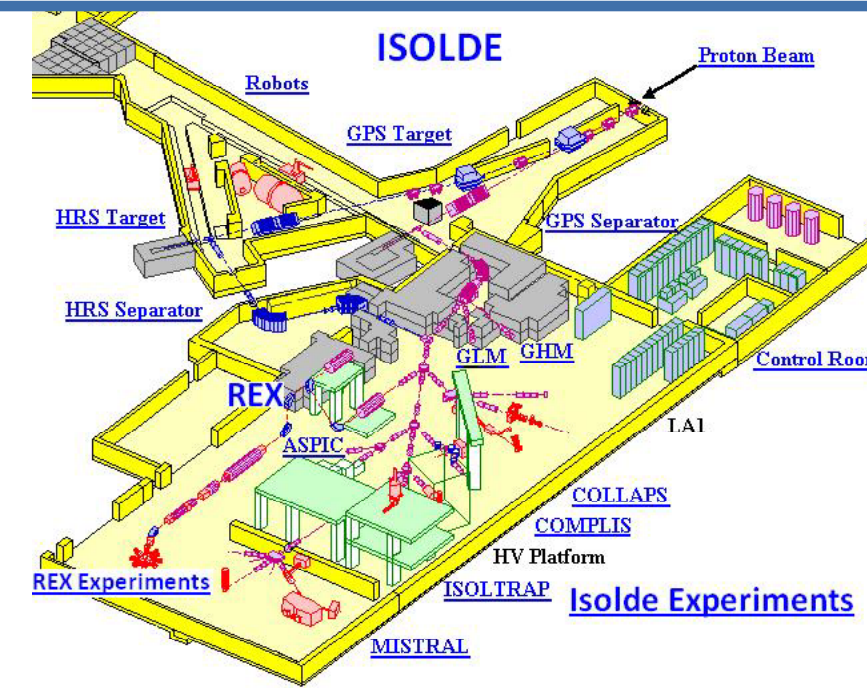 ISOLDE
Proton Beam
Robots
GPS Target
HRS Target
GPS Separator
HRS Separator
GLM
GHM
Control Roo
REX
LA1
ASPIC
COLLAPS
COMPLIS
HV Platform
REX Experiments
ISOLTRAP
Isolde Experiments
MISTRAL